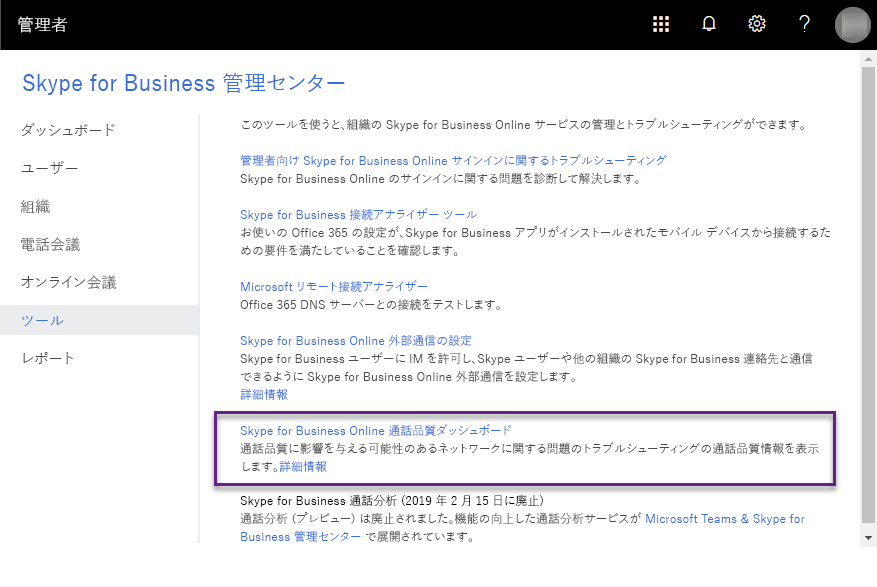 管理者
?
Skype for Business 管理センター
ダッシュボード
ユーザー
組織
電話会議
オンライン会議
ツール
レポート
このツールを使うと、組織の Skype for Business Online サービスの管理とトラブルシューティングができます。
管理者向け Skype for Business Online サインインに関するトラブルシューティング
Skype for Business Online のサインインに関する問題を診断して解決します。
Skype for Business 接続アナライザー ツール
お使いの Office 365 の設定が、Skype for Business アプリがインストールされたモバイル デバイスから接続するた
めの要件を満たしていることを確認します。
Microsoft リモート接続アナライザー
Office 365 DNS サーバーとの接続をテストします。
Skype for Business Online 外部通信の設定
Skype for Business ユーザーに IM を許可し、Skype ユーザーや他の組織の Skype for Business 連絡先と通信
できるように Skype for Business Online 外部通信を設定します。
詳細情報
Skype for Business Online 通話品質ダッシュボード
通話品質に影響を与える可能性のあるネットワークに関する問題のトラブルシューティングの通話品質情報を表示
します。詳細情報
Skype for Business 通話分析 (2019 年 2 月 15 日に廃止)
通話分析 (プレビュー) は廃止されました。機能の向上した通話分析サービスが Microsoft Teams & Skype for
Business 管理センター で展開されています。